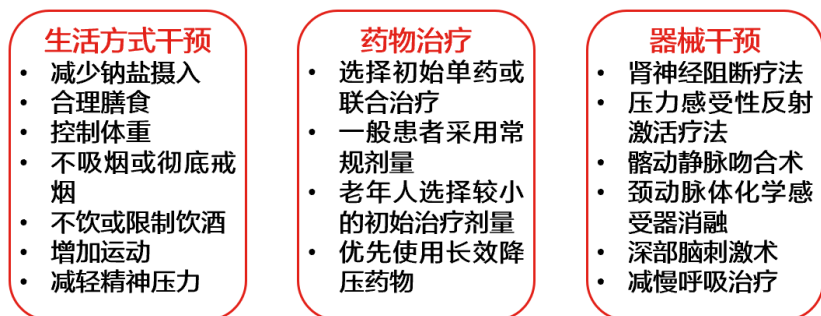 生活方式干预
• 减少钠盐摄入
• 合理膳食
• 控制体重
• 不吸烟或彻底戒
烟
• 不饮或限制饮酒
• 增加运动
• 减轻精神压力
药物治疗
• 选择初始单药或
联合治疗
• 一般患者采用常
规剂量
• 老年人选择较小
的初始治疗剂量
• 优先使用长效降
压药物
器械干预
• 肾神经阻断疗法
• 压力感受性反射
激活疗法
• 髂动静脉吻合术
• 颈动脉体化学感
受器消融
• 深部脑刺激术
• 减慢呼吸治疗